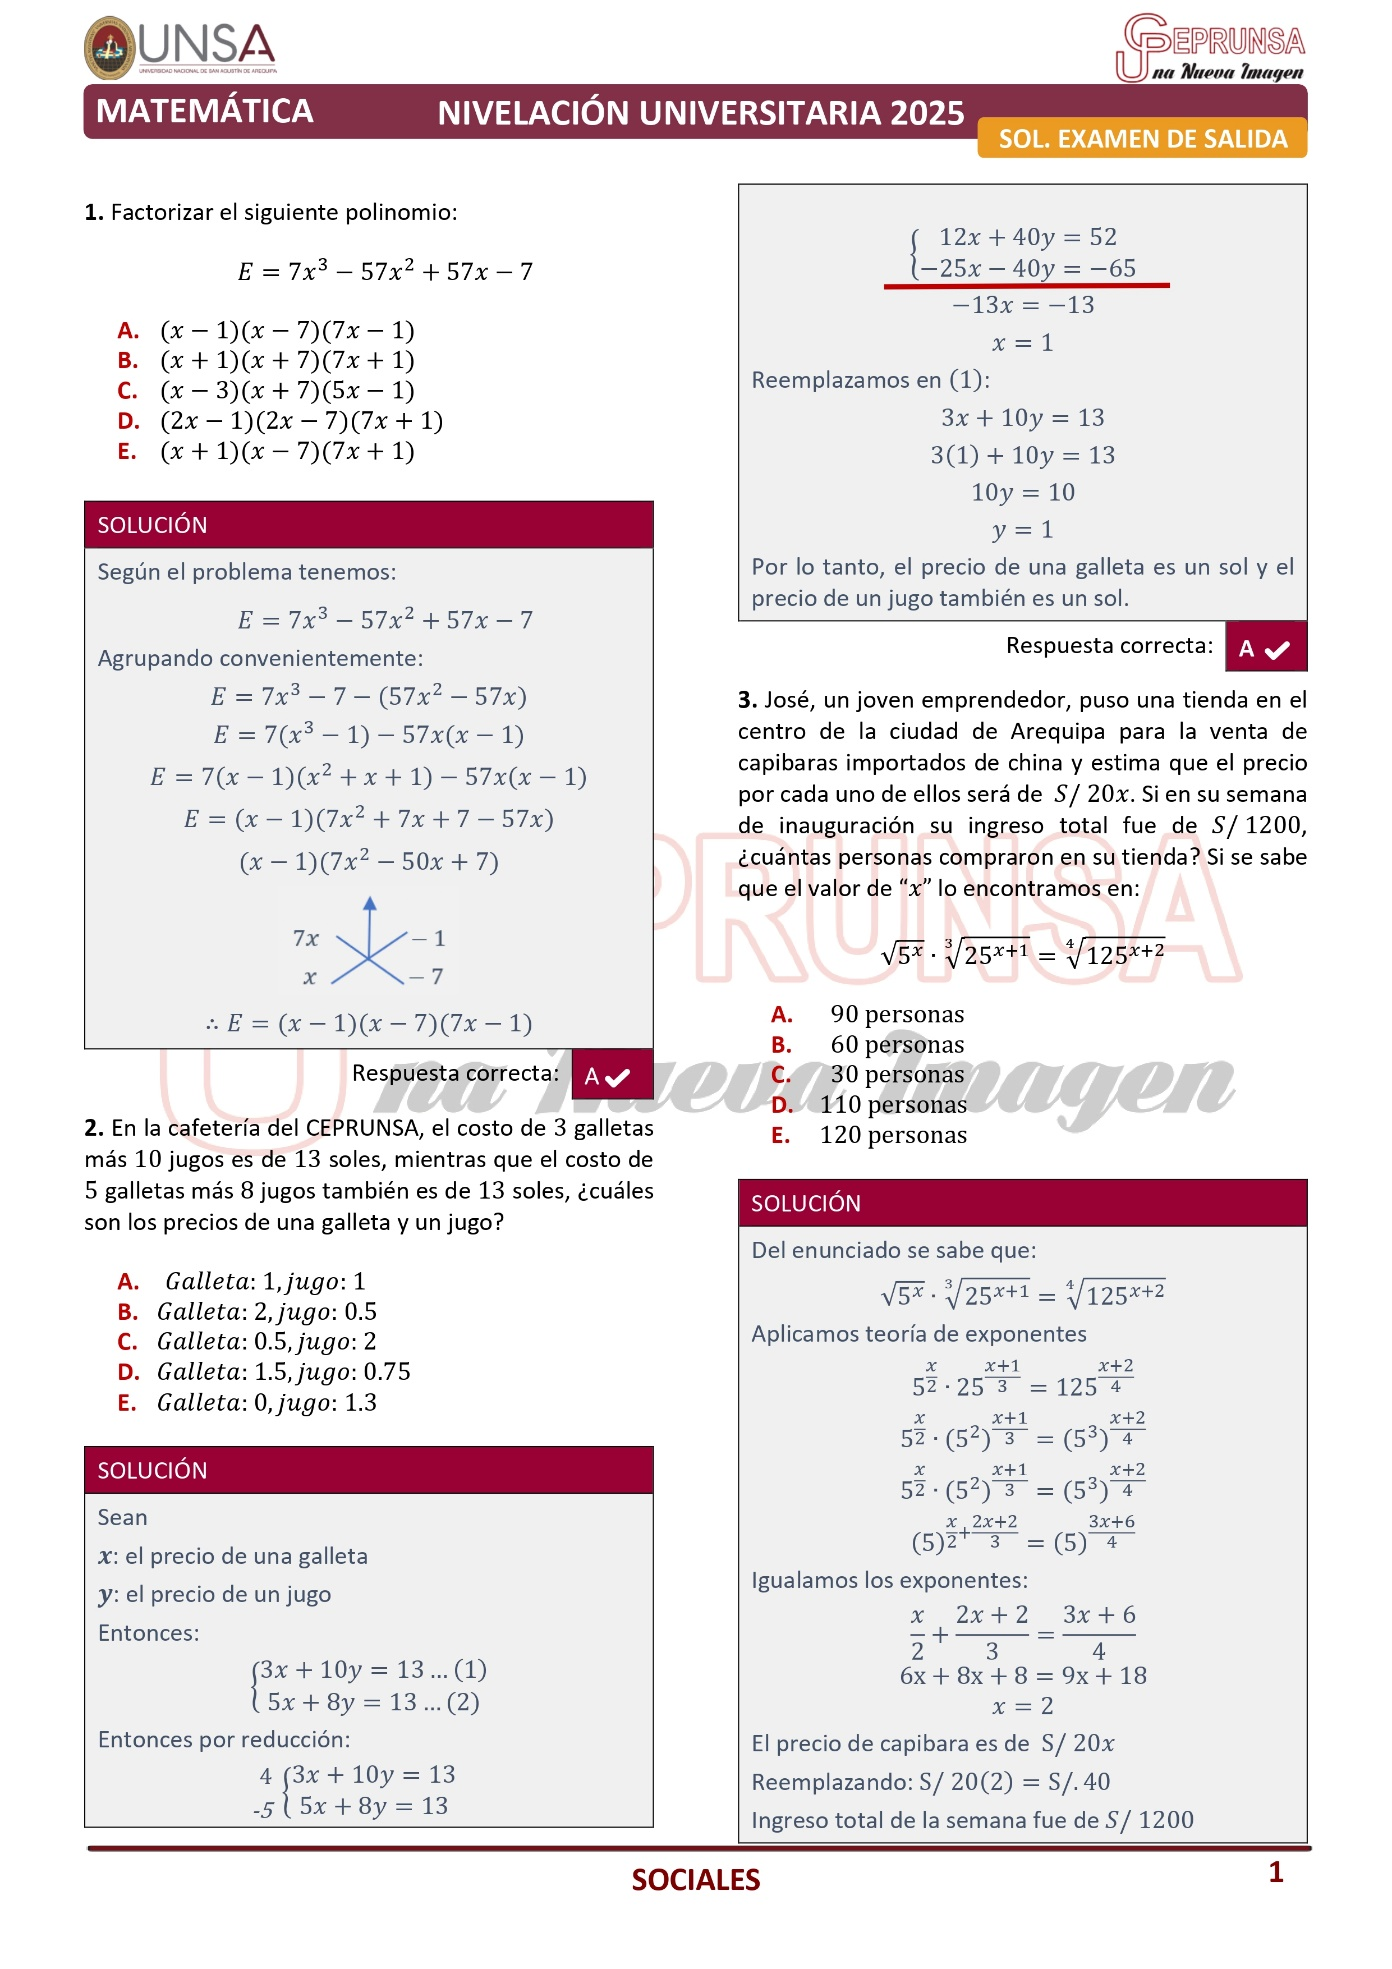 UNSA
UNIVERSIDAD NACIONAL DE SAN AGUSTÍN DE AREQUIPA
CEPRUNSA
Una Nueva Imagen
MATEMÁTICA
NIVELACIÓN UNIVERSITARIA 2025
SOL. EXAMEN DE SALIDA
1. Factorizar el siguiente polinomio:
E = 7x³ − 57x² + 57x − 7
A. (x − 1)(x − 7)(7x − 1)
B. (x + 1)(x + 7)(7x + 1)
C. (x − 3)(x + 7)(5x − 1)
D. (2x − 1)(2x − 7)(7x + 1)
E. (x + 1)(x − 7)(7x + 1)
SOLUCIÓN
Según el problema tenemos:
E = 7x³ − 57x² + 57x − 7
Agrupando convenientemente:
E = 7x³ − 7 − (57x² − 57x)
E = 7(x³ − 1) − 57x(x − 1)
E = 7(x − 1)(x² + x + 1) − 57x(x − 1)
E = (x − 1)(7x² + 7x + 7 − 57x)
(x − 1)(7x² − 50x + 7)
7x − 1
x − 7
∴ E = (x − 1)(x − 7)(7x − 1)
Respuesta correcta: A ✔
2. En la cafetería del CEPRUNSA, el costo de 3 galletas
más 10 jugos es de 13 soles, mientras que el costo de
5 galletas más 8 jugos también es de 13 soles, ¿cuáles
son los precios de una galleta y un jugo?
A. Galleta: 1, jugo: 1
B. Galleta: 2, jugo: 0.5
C. Galleta: 0.5, jugo: 2
D. Galleta: 1.5, jugo: 0.75
E. Galleta: 0, jugo: 1.3
SOLUCIÓN
Sean
x: el precio de una galleta
y: el precio de un jugo
Entonces:
{3x + 10y = 13 … (1)
5x + 8y = 13 … (2)
Entonces por reducción:
4 {3x + 10y = 13
-5 { 5x + 8y = 13
{ 12x + 40y = 52
−25x − 40y = −65
−13x = −13
x = 1
Reemplazamos en (1):
3x + 10y = 13
3(1) + 10y = 13
10y = 10
y = 1
Por lo tanto, el precio de una galleta es un sol y el
precio de un jugo también es un sol.
Respuesta correcta: A ✔
3. José, un joven emprendedor, puso una tienda en el
centro de la ciudad de Arequipa para la venta de
capibaras importados de china y estima que el precio
por cada uno de ellos será de S/ 20x. Si en su semana
de inauguración su ingreso total fue de S/ 1200,
¿cuántas personas compraron en su tienda? Si se sabe
que el valor de “x” lo encontramos en:
√5ˣ · ∛25ˣ⁺¹ = ∜125ˣ⁺²
A. 90 personas
B. 60 personas
C. 30 personas
D. 110 personas
E. 120 personas
SOLUCIÓN
Del enunciado se sabe que:
√5ˣ · ∛25ˣ⁺¹ = ∜125ˣ⁺²
Aplicamos teoría de exponentes
5^(x/2) · 25^((x+1)/3) = 125^((x+2)/4)
5^(x/2) · (5²)^((x+1)/3) = (5³)^((x+2)/4)
5^(x/2) · (5²)^((x+1)/3) = (5³)^((x+2)/4)
(5)^(x/2+(2x+2)/3) = (5)^((3x+6)/4)
Igualamos los exponentes:
x/2 + (2x + 2)/3 = (3x + 6)/4
6x + 8x + 8 = 9x + 18
x = 2
El precio de capibara es de S/ 20x
Reemplazando: S/ 20(2) = S/. 40
Ingreso total de la semana fue de S/ 1200
SOCIALES
1